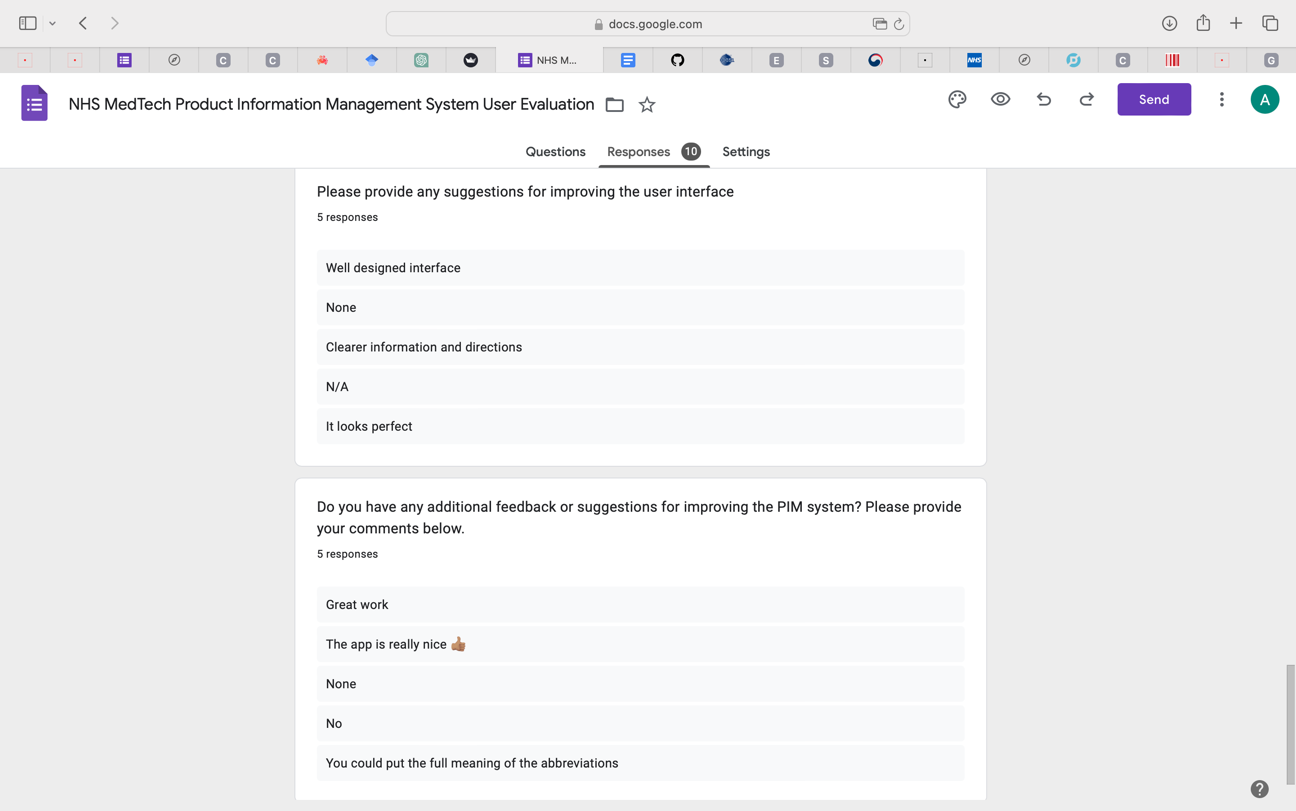 docs.google.com
C
C
NHS M...
E
S
NHS
C
G
NHS MedTech Product Information Management System User Evaluation
Send
A
Questions
Responses 10
Settings
Please provide any suggestions for improving the user interface
5 responses
Well designed interface
None
Clearer information and directions
N/A
It looks perfect
Do you have any additional feedback or suggestions for improving the PIM system? Please provide
your comments below.
5 responses
Great work
The app is really nice 👍🏽
None
No
You could put the full meaning of the abbreviations
?